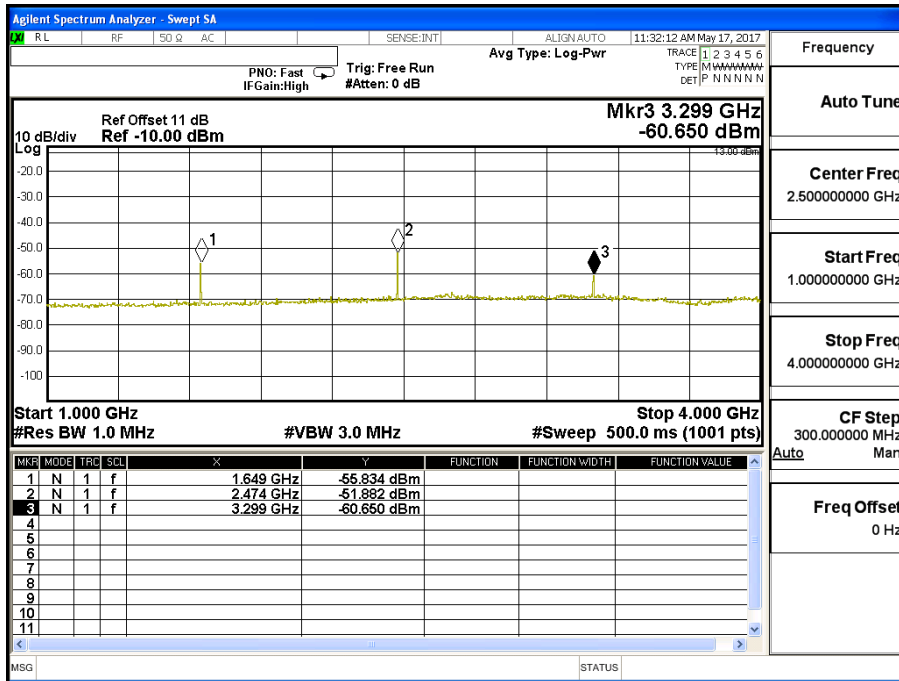 Agilent Spectrum Analyzer - Swept SA
LXI RL RF 50 Ω AC SENSE:INT ALIGN AUTO 11:32:12 AM May 17, 2017
PNO: Fast
IFGain:High
Trig: Free Run
#Atten: 0 dB
Avg Type: Log-Pwr
TRACE 1 2 3 4 5 6
TYPE M W W W W W
DET P N N N N N
Ref Offset 11 dB
10 dB/div Ref -10.00 dBm
Log
Mkr3 3.299 GHz
-60.650 dBm
-13.00 dBm
-20.0
-30.0
-40.0
-50.0
-60.0
-70.0
-80.0
-90.0
-100
1
2
3
Start 1.000 GHz Stop 4.000 GHz
#Res BW 1.0 MHz #VBW 3.0 MHz #Sweep 500.0 ms (1001 pts)
MKR MODE TRC SCL X Y FUNCTION FUNCTION WIDTH FUNCTION VALUE
1 N 1 f 1.649 GHz -55.834 dBm
2 N 1 f 2.474 GHz -51.882 dBm
3 N 1 f 3.299 GHz -60.650 dBm
4
5
6
7
8
9
10
11
MSG STATUS
Frequency
Auto Tune
Center Freq
2.500000000 GHz
Start Freq
1.000000000 GHz
Stop Freq
4.000000000 GHz
CF Step
300.000000 MHz
Auto Man
Freq Offset
0 Hz